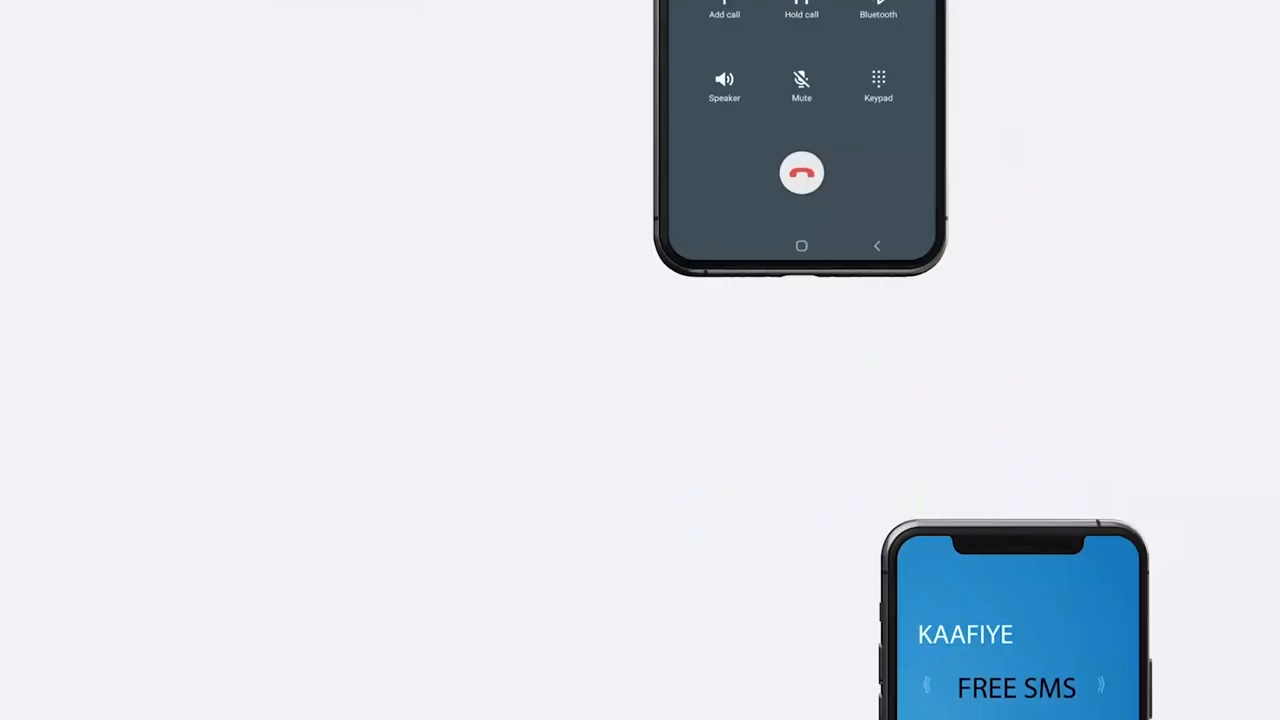 Add call Hold call Bluetooth
Speaker Mute Keypad
KAAFIYE
FREE SMS